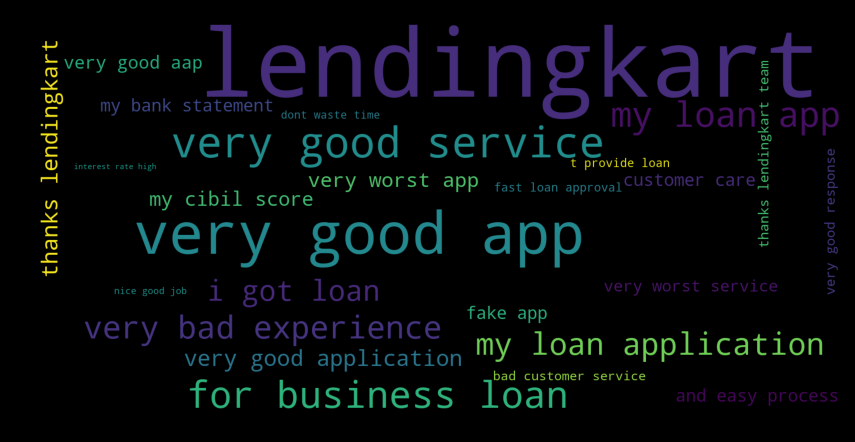 lendingkart
thanks lendingkart
very good aap
my bank statement
dont waste time
my loan app
thanks lendingkart team
very good service
t provide loan
interest rate high
very worst app
fast loan approval
customer care
very good response
my cibil score
very good app
nice good job
i got loan
very worst service
fake app
very bad experience
my loan application
very good application
bad customer service
for business loan
and easy process